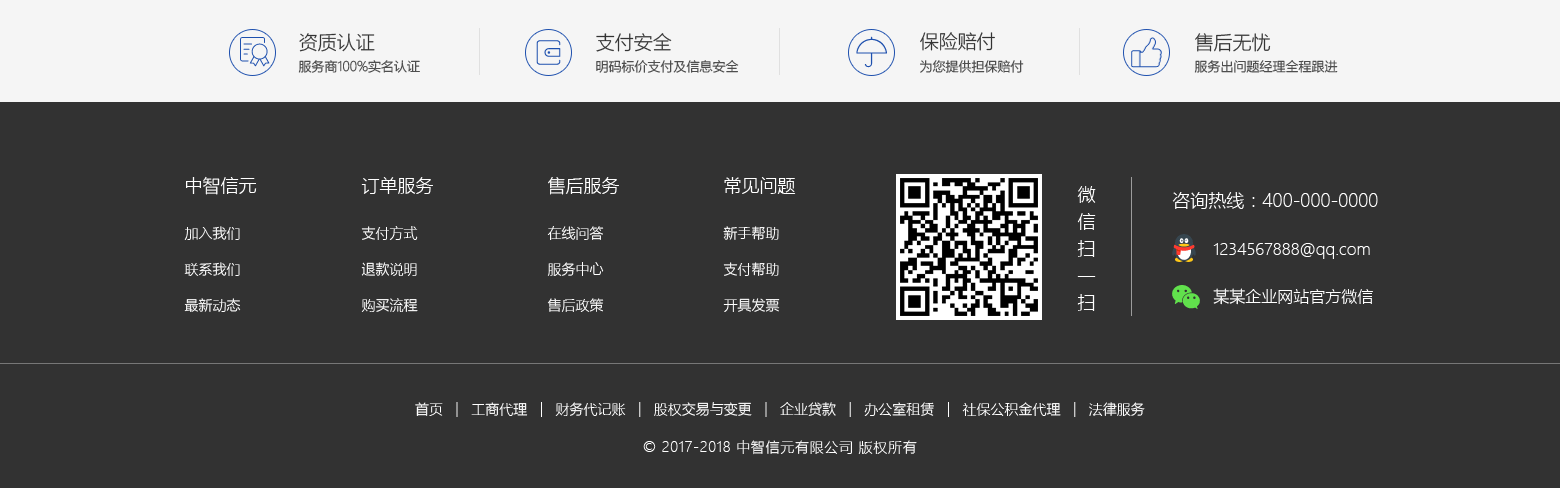 资质认证
服务商100%实名认证
支付安全
明码标价支付及信息安全
保险赔付
为您提供担保赔付
售后无忧
服务出问题经理全程跟进
中智信元
加入我们
联系我们
最新动态
订单服务
支付方式
退款说明
购买流程
售后服务
在线问答
服务中心
售后政策
常见问题
新手帮助
支付帮助
开具发票
微信扫一扫
咨询热线：400-000-0000
1234567888@qq.com
某某企业网站官方微信
首页 | 工商代理 | 财务代记账 | 股权交易与变更 | 企业贷款 | 办公室租赁 | 社保公积金代理 | 法律服务
© 2017-2018 中智信元有限公司 版权所有